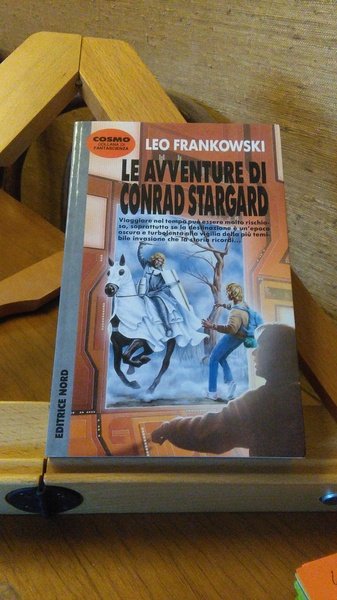 COSMO
COLLANA DI
FANTASCIENZA
LEO FRANKOWSKI
LE AVVENTURE DI
CONRAD STARGARD
Viaggiare nel tempo può essere molto rischio-
so, soprattutto se la destinazione è un'epoca
oscura e turbolenta alla vigilia della più terri-
bile invasione che la storia ricordi...
EDITRICE NORD